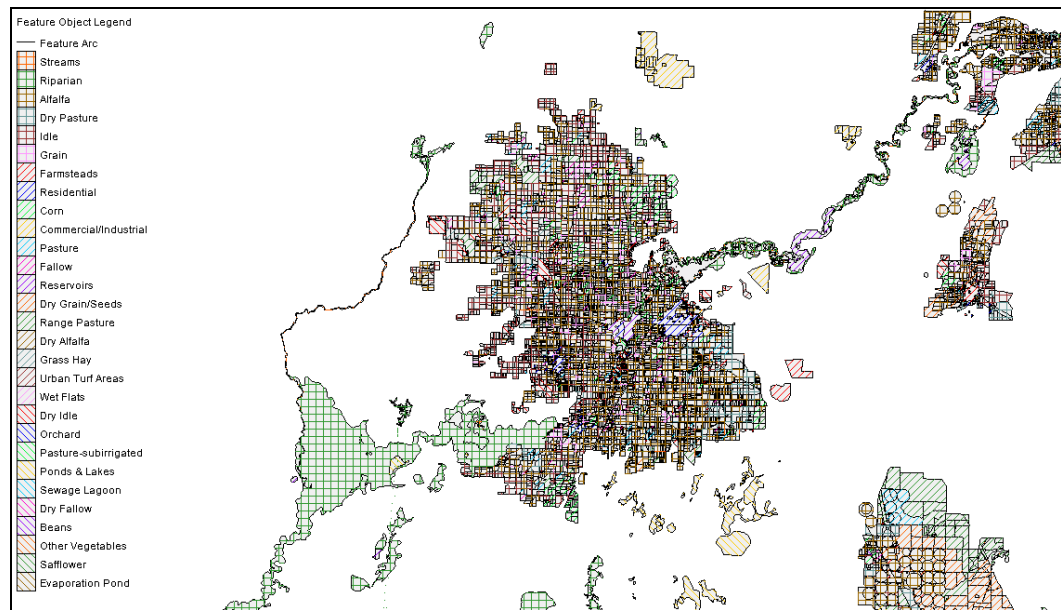 Feature Object Legend
Feature Arc
Streams
Riparian
Alfalfa
Dry Pasture
Idle
Grain
Farmsteads
Residential
Corn
Commercial/Industrial
Pasture
Fallow
Reservoirs
Dry Grain/Seeds
Range Pasture
Dry Alfalfa
Grass Hay
Urban Turf Areas
Wet Flats
Dry Idle
Orchard
Pasture-subirrigated
Ponds & Lakes
Sewage Lagoon
Dry Fallow
Beans
Other Vegetables
Safflower
Evaporation Pond